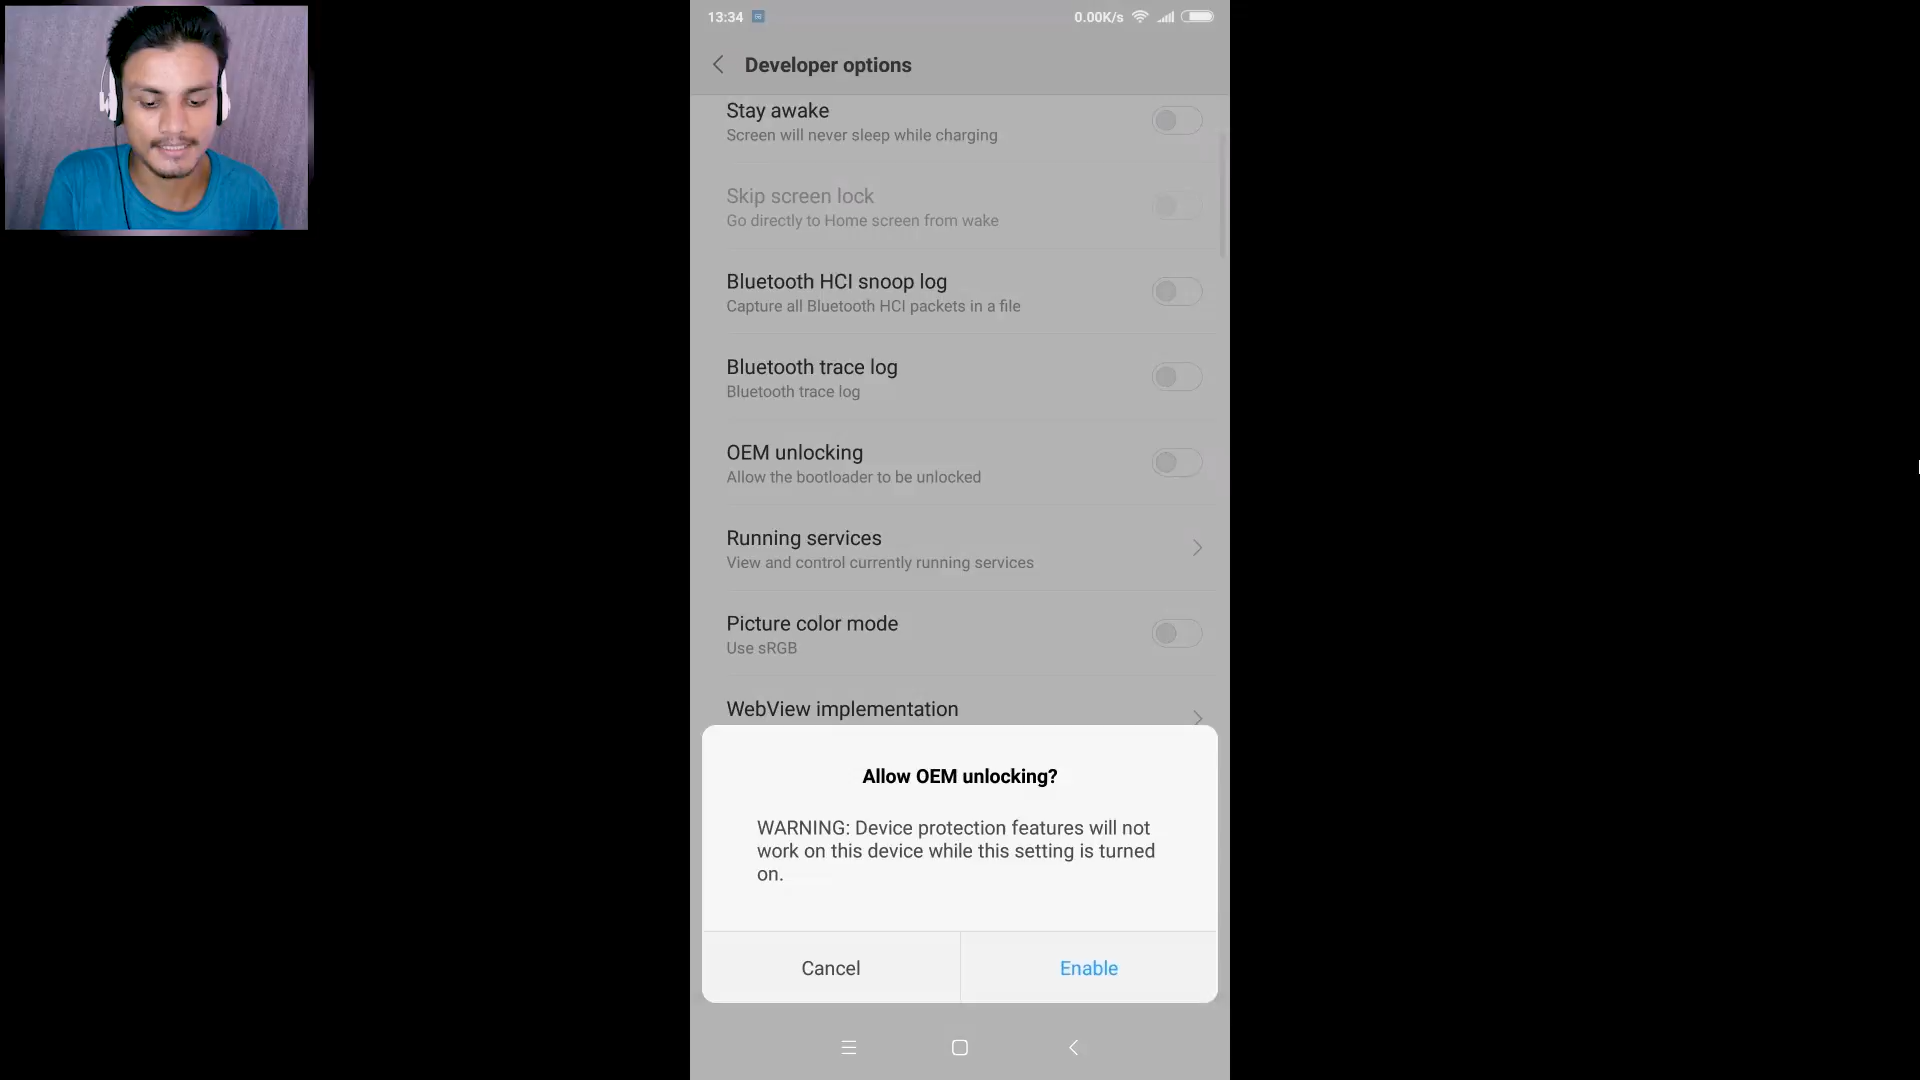 13:34
0.00K/s
Developer options
Stay awake
Screen will never sleep while charging
Skip screen lock
Go directly to Home screen from wake
Bluetooth HCI snoop log
Capture all Bluetooth HCI packets in a file
Bluetooth trace log
Bluetooth trace log
OEM unlocking
Allow the bootloader to be unlocked
Running services
View and control currently running services
Picture color mode
Use sRGB
WebView implementation
Allow OEM unlocking?
WARNING: Device protection features will not
work on this device while this setting is turned
on.
Cancel
Enable